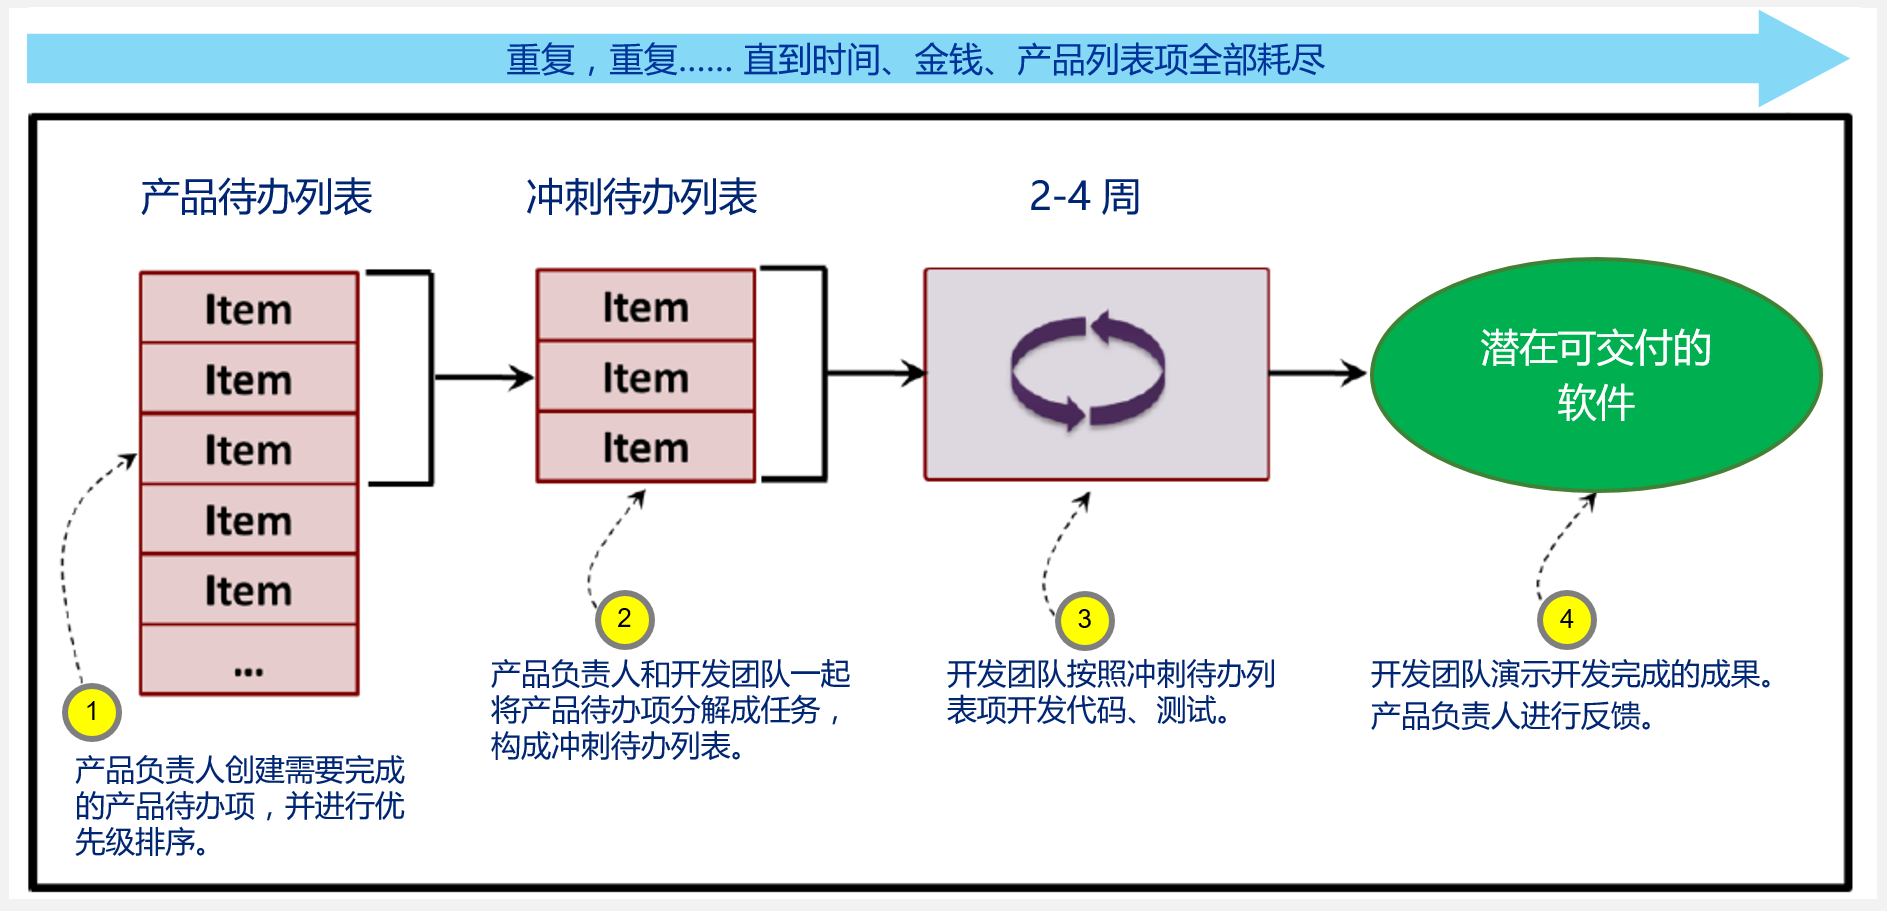 重复，重复…… 直到时间、金钱、产品列表项全部耗尽
产品待办列表
冲刺待办列表
2-4 周
Item
Item
Item
Item
Item
...
Item
Item
Item
潜在可交付的
软件
1
产品负责人创建需要完成
的产品待办项，并进行优
先级排序。
2
产品负责人和开发团队一起
将产品待办项分解成任务，
构成冲刺待办列表。
3
开发团队按照冲刺待办列
表项开发代码、测试。
4
开发团队演示开发完成的成果。
产品负责人进行反馈。